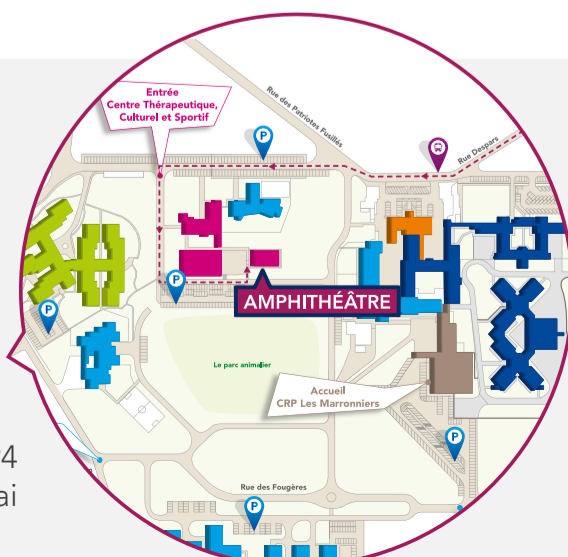 Entrée
Centre Thérapeutique,
Culturel et Sportif
Rue des Patriotes Fusillés
P
Rue Despars
P
AMPHITHÉÂTRE
P
Le parc animalier
Accueil
CRP Les Marronniers
P
4
ai
Rue des Fougères
P